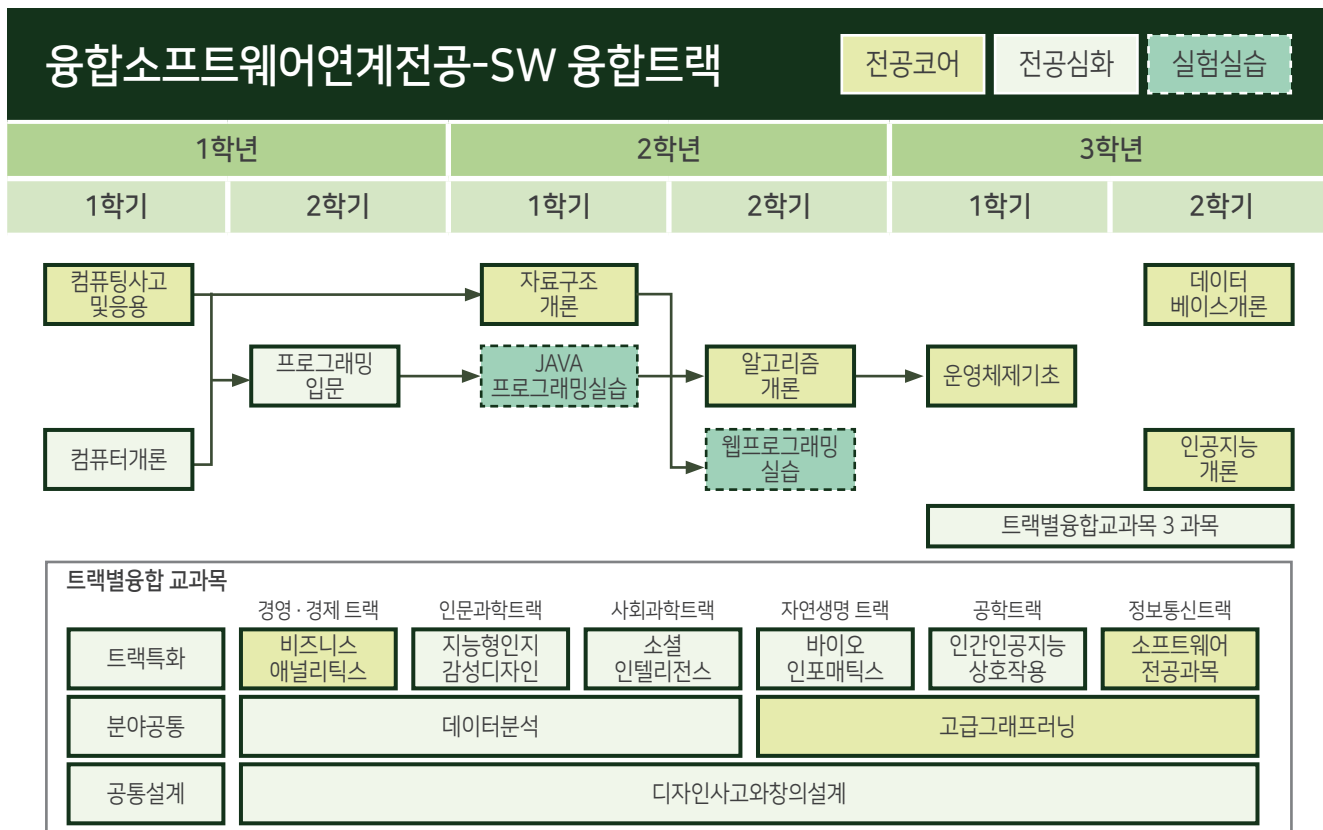 융합소프트웨어연계전공-SW 융합트랙
전공코어
전공심화
실험실습
1학년
2학년
3학년
1학기
2학기
1학기
2학기
1학기
2학기
컴퓨팅사고
및응용
자료구조
개론
데이터
베이스개론
프로그래밍
입문
JAVA
프로그래밍실습
알고리즘
개론
운영체제기초
컴퓨터개론
웹프로그래밍
실습
인공지능
개론
트랙별융합교과목 3 과목
트랙별융합 교과목
경영 · 경제 트랙
인문과학트랙
사회과학트랙
자연생명 트랙
공학트랙
정보통신트랙
트랙특화
비즈니스
애널리틱스
지능형인지
감성디자인
소셜
인텔리전스
바이오
인포매틱스
인간인공지능
상호작용
소프트웨어
전공과목
분야공통
데이터분석
고급그래프러닝
공통설계
디자인사고와창의설계